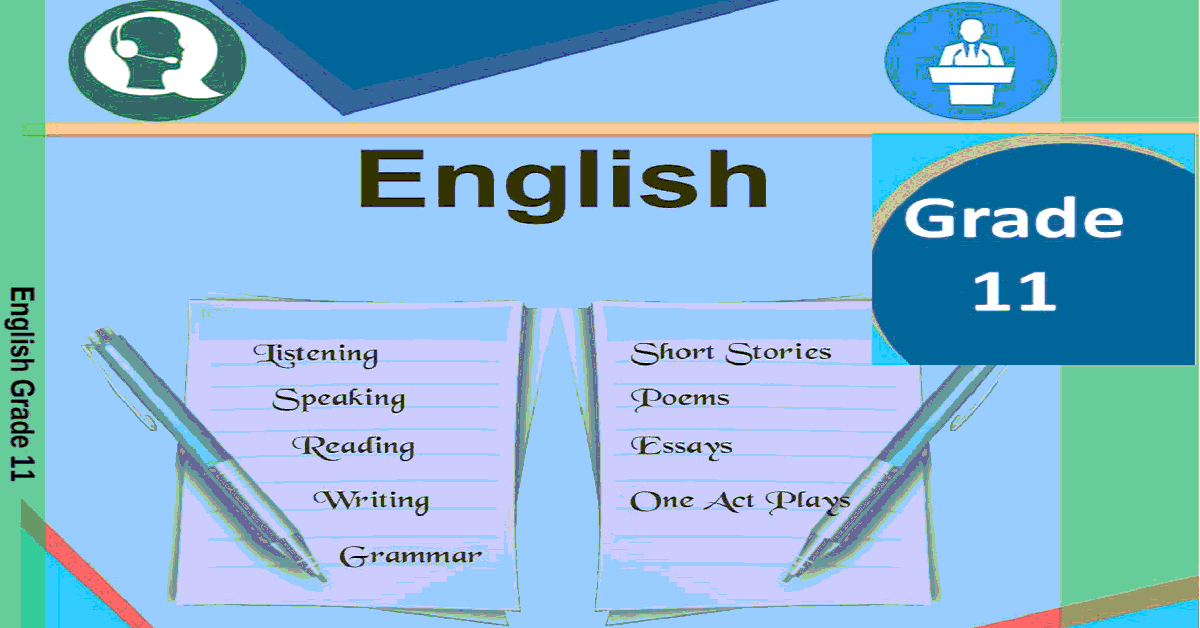 English
Grade
11
English Grade 11
Listening
Speaking
Reading
Writing
Grammar
Short Stories
Poems
Essays
One Act Plays